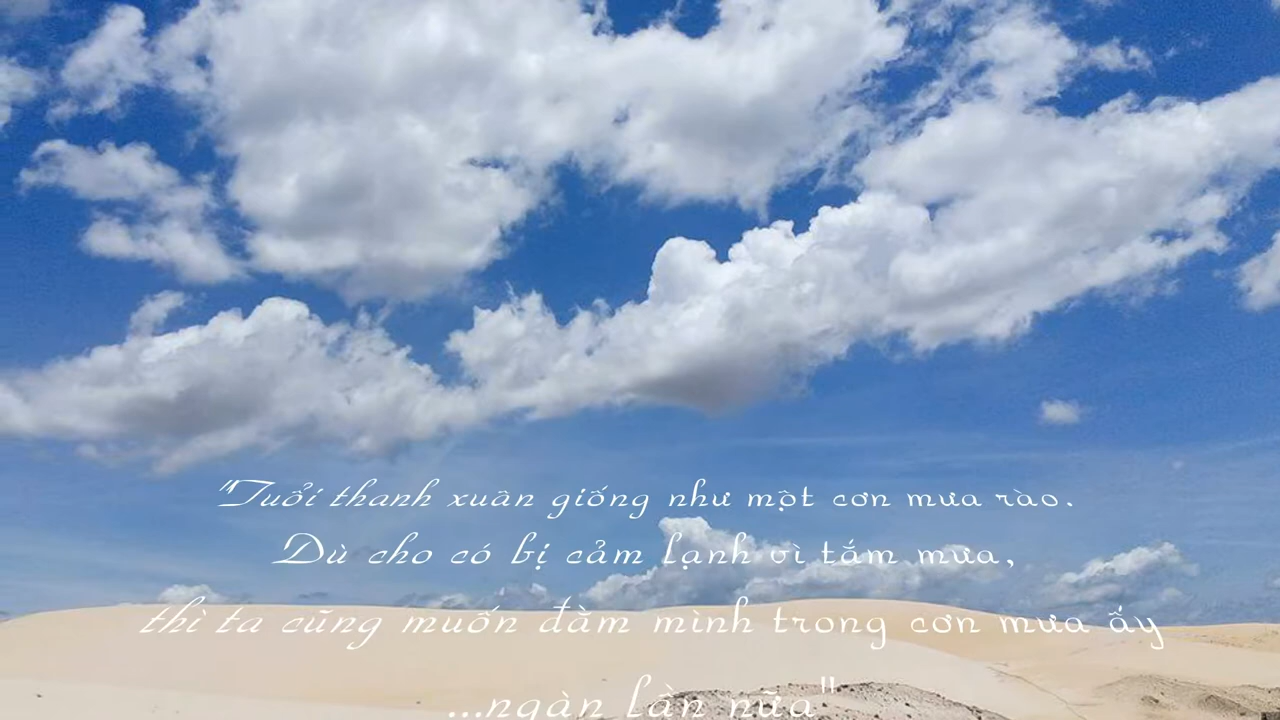 "Tuổi thanh xuân giống như một cơn mưa rào.
Dù cho có bị cảm lạnh vì tắm mưa,
thì ta cũng muốn đằm mình trong cơn mưa ấy
...ngàn lần nữa"